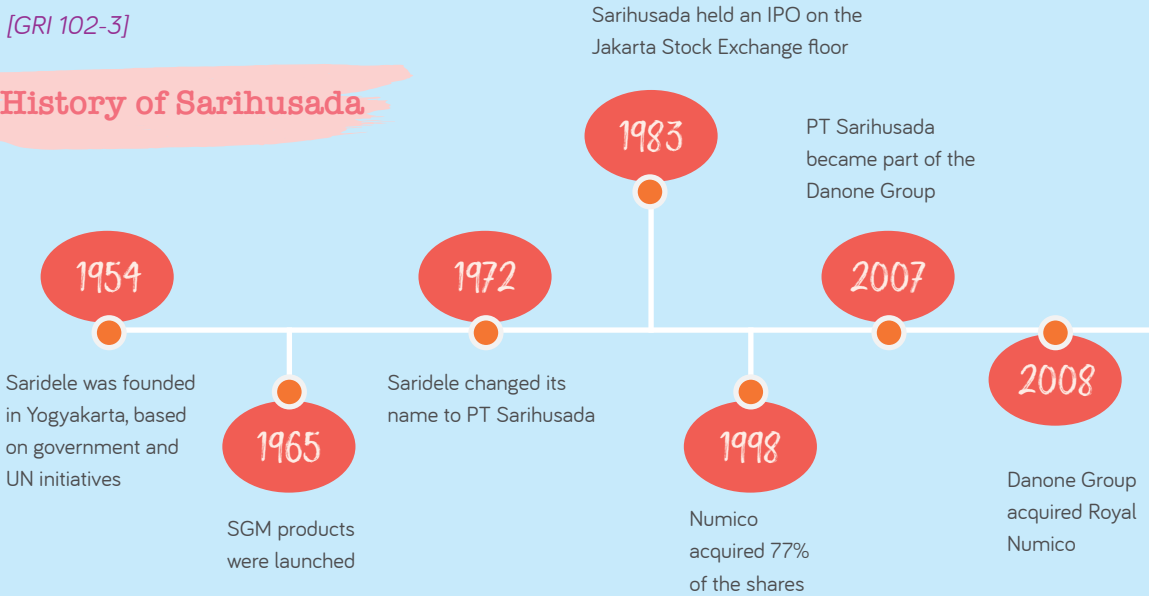 [GRI 102-3]
History of Sarihusada
1954
Saridele was founded
in Yogyakarta, based
on government and
UN initiatives
1965
SGM products
were launched
1972
Saridele changed its
name to PT Sarihusada
Sarihusada held an IPO on the
Jakarta Stock Exchange floor
1983
1998
Numico
acquired 77%
of the shares
PT Sarihusada
became part of the
Danone Group
2007
2008
Danone Group
acquired Royal
Numico